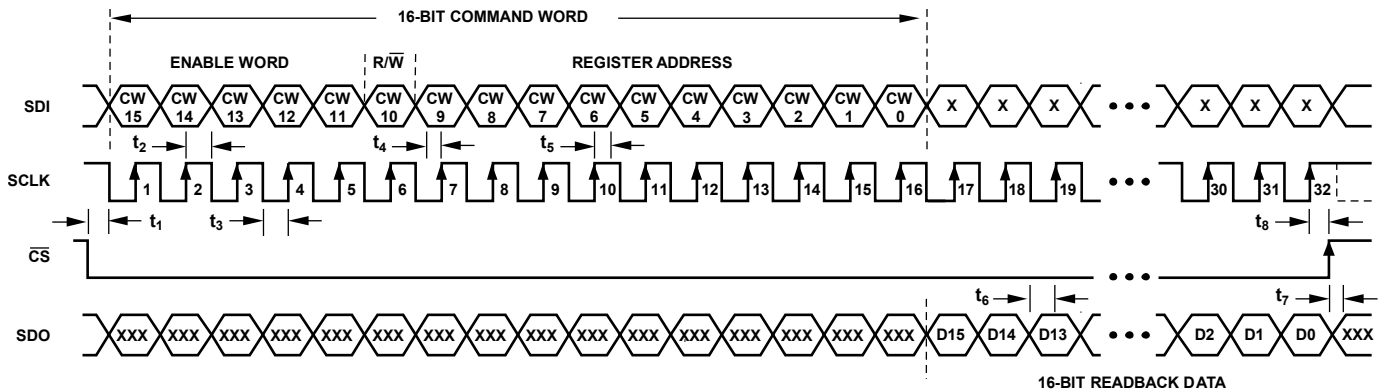 16-BIT COMMAND WORD
ENABLE WORD R/W̅ REGISTER ADDRESS
SDI CW 15 CW 14 CW 13 CW 12 CW 11 CW 10 CW 9 CW 8 CW 7 CW 6 CW 5 CW 4 CW 3 CW 2 CW 1 CW 0 X X X X X X
t2 t4 t5
SCLK 1 2 3 4 5 6 7 8 9 10 11 12 13 14 15 16 17 18 19 30 31 32
t1 t3 t8
C̅S̅
t6 t7
SDO XXX XXX XXX XXX XXX XXX XXX XXX XXX XXX XXX XXX XXX XXX XXX XXX D15 D14 D13 D2 D1 D0 XXX
16-BIT READBACK DATA